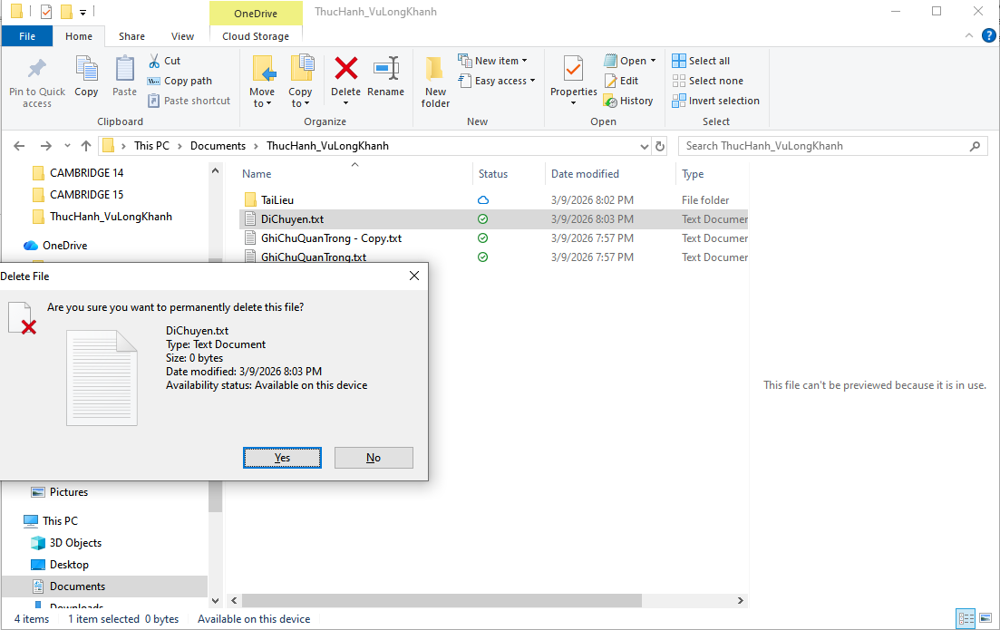 OneDrive
ThucHanh_VuLongKhanh
File
Home
Share
View
Cloud Storage
Pin to Quick access
Copy
Paste
Cut
Copy path
Paste shortcut
Clipboard
Move to
Copy to
Delete
Rename
Organize
New folder
New item
Easy access
New
Properties
Open
Edit
History
Open
Select all
Select none
Invert selection
Select
This PC > Documents > ThucHanh_VuLongKhanh
Search ThucHanh_VuLongKhanh
CAMBRIDGE 14
CAMBRIDGE 15
ThucHanh_VuLongKhanh
OneDrive
Name Status Date modified Type
TaiLieu 3/9/2026 8:02 PM File folder
DiChuyen.txt 3/9/2026 8:03 PM Text Documer
GhiChuQuanTrong - Copy.txt 3/9/2026 7:57 PM Text Documer
GhiChuQuanTrong.txt 3/9/2026 7:57 PM Text Documer
Delete File
Are you sure you want to permanently delete this file?
DiChuyen.txt
Type: Text Document
Size: 0 bytes
Date modified: 3/9/2026 8:03 PM
Availability status: Available on this device
Yes
No
This file can't be previewed because it is in use.
Pictures
This PC
3D Objects
Desktop
Documents
Downloads
4 items 1 item selected 0 bytes Available on this device